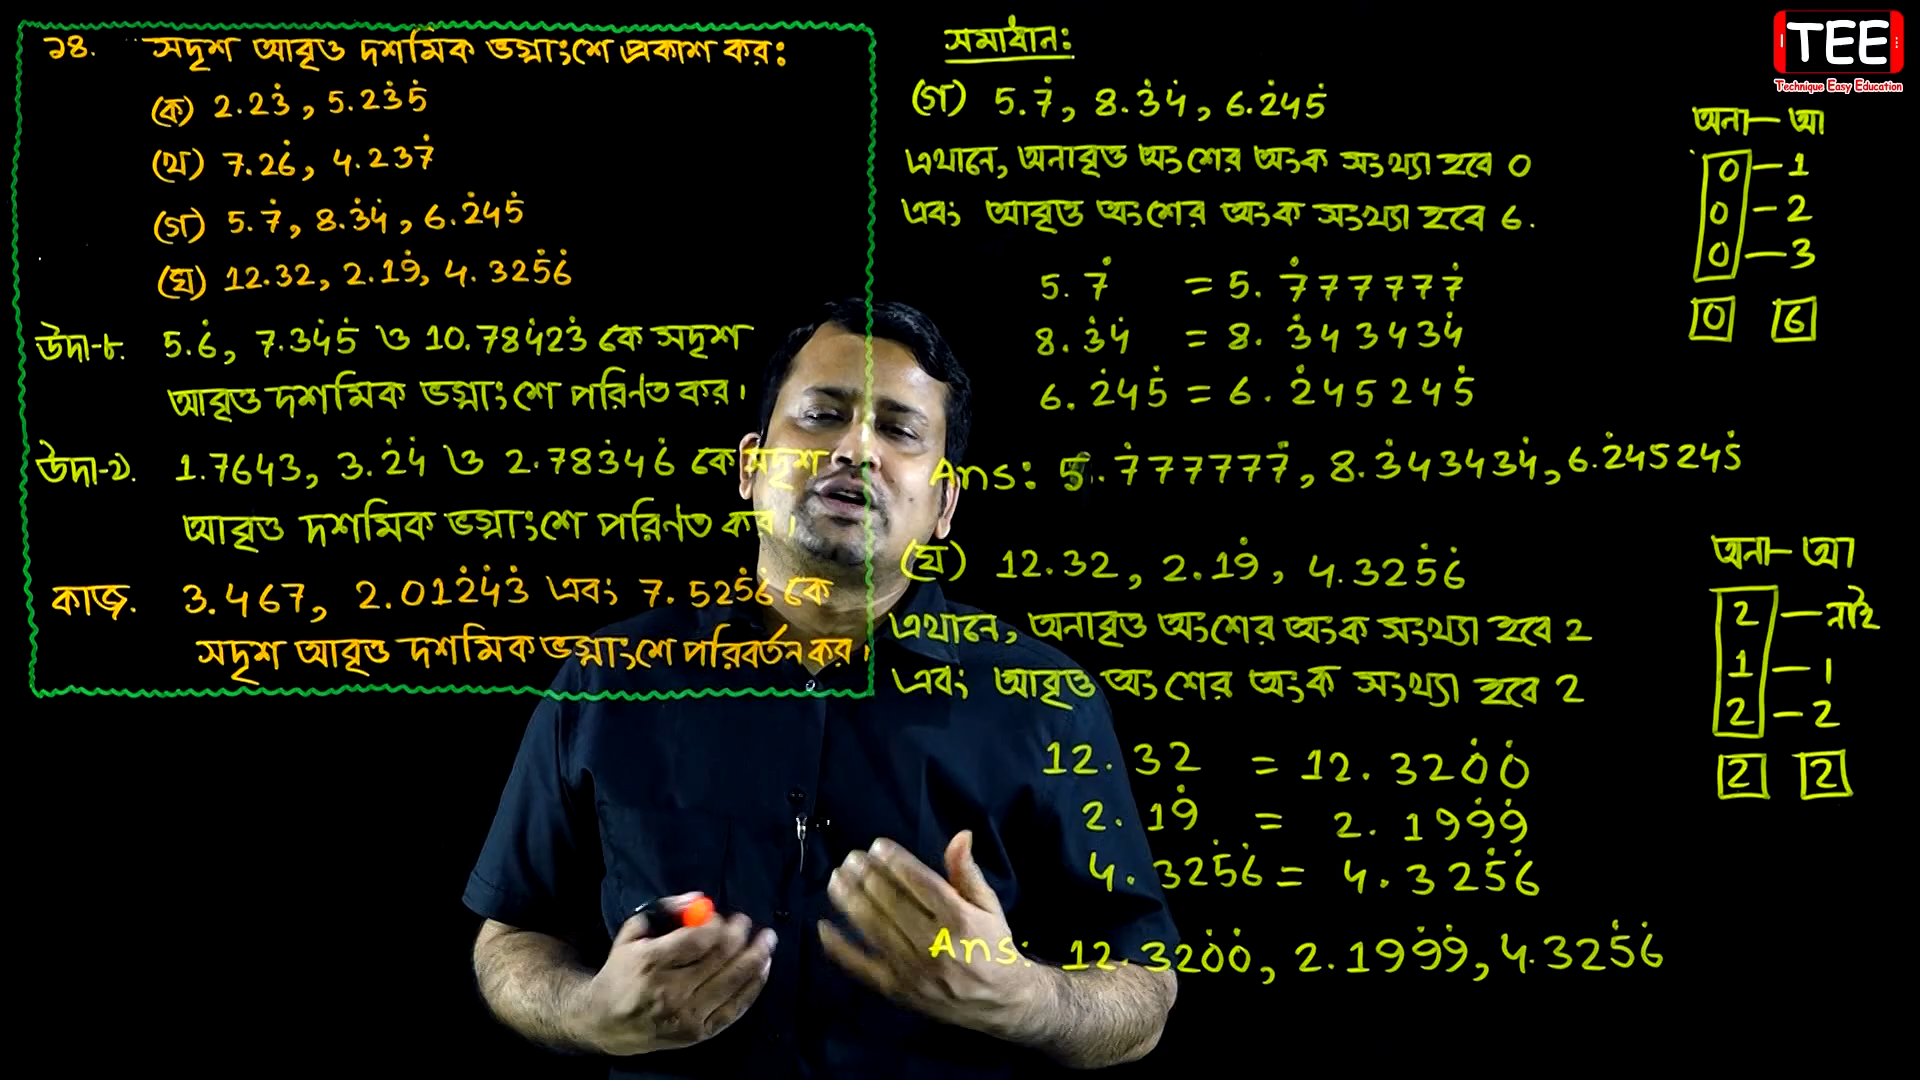 ১৪. সদৃশ আবৃত্ত দশমিক ভগ্নাংশে প্রকাশ কর:
(ক) 2.23̇, 5.2̇3̇5̇
(খ) 7.26̇, 4.237̇
(গ) 5.7̇, 8.3̇4̇, 6.2̇45̇
(ঘ) 12.32, 2.19̇, 4.325̇6̇
উদা-৮. 5.6̇, 7.34̇5̇ ও 10.784̇23̇ কে সদৃশ
আবৃত্ত দশমিক ভগ্নাংশে পরিণত কর।
উদা-৯. 1.7643, 3.2̇4̇ ও 2.783̇46̇ কে সদৃশ
আবৃত্ত দশমিক ভগ্নাংশে পরিণত কর।
কাজ. 3.467, 2.012̇4̇3̇ এবং 7.525̇6̇ কে
সদৃশ আবৃত্ত দশমিক ভগ্নাংশে পরিবর্তন কর।
সমাধান:
(গ) 5.7̇, 8.3̇4̇, 6.2̇45̇
এখানে, অনাবৃত্ত অংশের অংক সংখ্যা হবে 0
এবং আবৃত্ত অংশের অংক সংখ্যা হবে 6.
5.7̇ = 5.7̇77777̇
8.3̇4̇ = 8.3̇43434̇
6.2̇45̇ = 6.2̇45245̇
Ans: 5.7̇77777̇, 8.3̇43434̇, 6.2̇45245̇
(ঘ) 12.32, 2.19̇, 4.325̇6̇
এখানে, অনাবৃত্ত অংশের অংক সংখ্যা হবে 2
এবং আবৃত্ত অংশের অংক সংখ্যা হবে 2
12.32 = 12.320̇0̇
2.19̇ = 2.199̇9̇
4.325̇6̇ = 4.325̇6̇
Ans: 12.320̇0̇, 2.199̇9̇, 4.325̇6̇
অনা — আ
0 — 1
0 — 2
0 — 3
0 6
অনা — আ
2 — নাই
1 — 1
2 — 2
2 2
TEE
Technique Easy Education